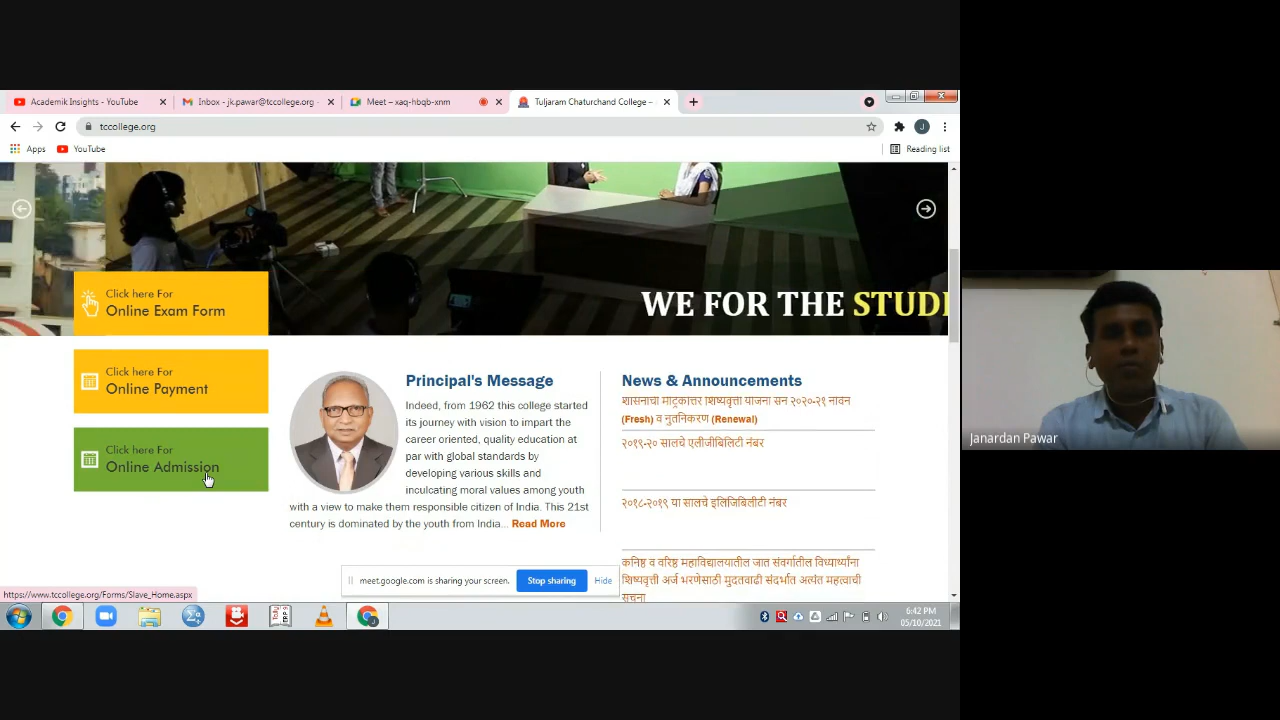 Academik Insights - YouTube
Inbox - jk.pawar@tccollege.org -
Meet – xaq-hbqb-xnm
Tuljaram Chaturchand College –
tccollege.org
Apps
YouTube
Reading list
WE FOR THE STUD
Click here For
Online Exam Form
Click here For
Online Payment
Click here For
Online Admission
Principal's Message
Indeed, from 1962 this college started
its journey with vision to impart the
career oriented, quality education at
par with global standards by
developing various skills and
inculcating moral values among youth
with a view to make them responsible citizen of India. This 21st
century is dominated by the youth from India... Read More
News & Announcements
शासनाचा मॅट्रीकोत्तर शिष्यवृत्ती योजना सन २०२०-२१ नविन
(Fresh) व नुतनिकरण (Renewal)
२०१९-२० सालचे एलीजीबिलिटी नंबर
२०१८-२०१९ या सालचे इलिजिबीलीटी नंबर
कनिष्ठ व वरिष्ठ महाविद्यालयातील जात संवर्गातील विध्यार्थ्यांना
शिष्यवृत्ती अर्ज भरणेसाठी मुदतवाढी संदर्भात अत्यंत महत्वाची
सूचना
meet.google.com is sharing your screen.
Stop sharing
Hide
https://www.tccollege.org/Forms/Slave_Home.aspx
6:42 PM
05/10/2021
Janardan Pawar